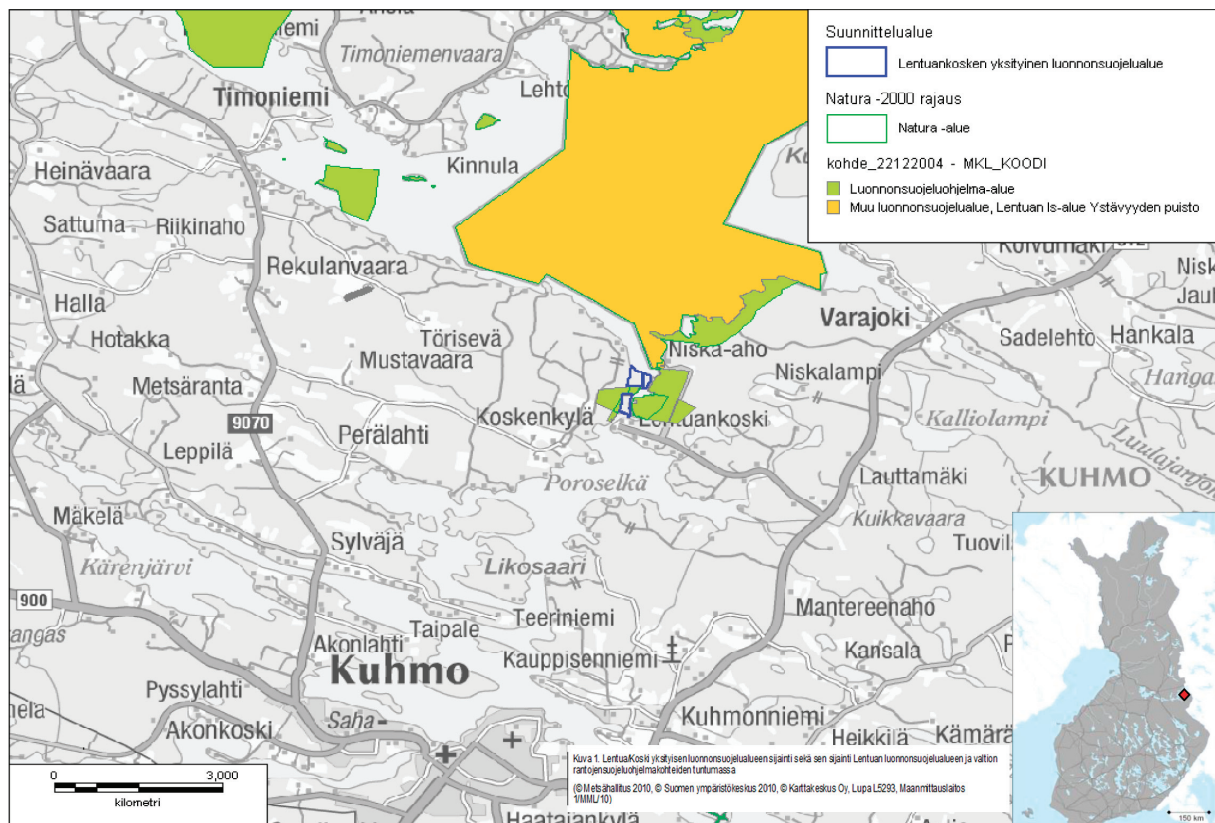 Suunnittelualue
Lentuankosken yksityinen luonnonsuojelualue
Natura -2000 rajaus
Natura -alue
kohde_22122004 - MKL_KOODI
Luonnonsuojeluohjelma-alue
Muu luonnonsuojelualue, Lentuan ls-alue Ystävyyden puisto
Timoniemenvaara
Timoniemi
Lehto
Kinnula
Heinävaara
Sattuma
Riikinaho
Rekulanvaara
Halla
Hotakka
Törisevä
Mustavaara
Metsäranta
9070
Koskenkylä
Perälahti
Leppilä
Niska-aho
Lentuankoski
Varajoki
Niskalampi
Koivumäki
Sadelehto
Hankala
Kalliolampi
Luulajanjoki
KUHMO
Lauttamäki
Kuikkavaara
Poroselkä
Mäkelä
Sylväjä
Kärenjärvi
Likosaari
900
Teeriniemi
Taipale
Akonlahti
Kuhmo
Kauppisenniemi
Mantereenaho
Kansala
Pyssylahti
Akonkoski
Saha
Kuhmonniemi
Heikkilä
Kämärä
Haatajankylä
0 3,000
kilometri
Kuva 1. LentuaKoski yksityisen luonnonsuojelualueen sijainti sekä sen sijainti Lentuan luonnonsuojelualueen ja valtion
rantojensuojeluohjelmakohteiden tuntumassa
(© Metsähallitus 2010, © Suomen ympäristökeskus 2010, © Karttakeskus Oy, Lupa L5293, Maanmittauslaitos
1/MML/10)
150 km